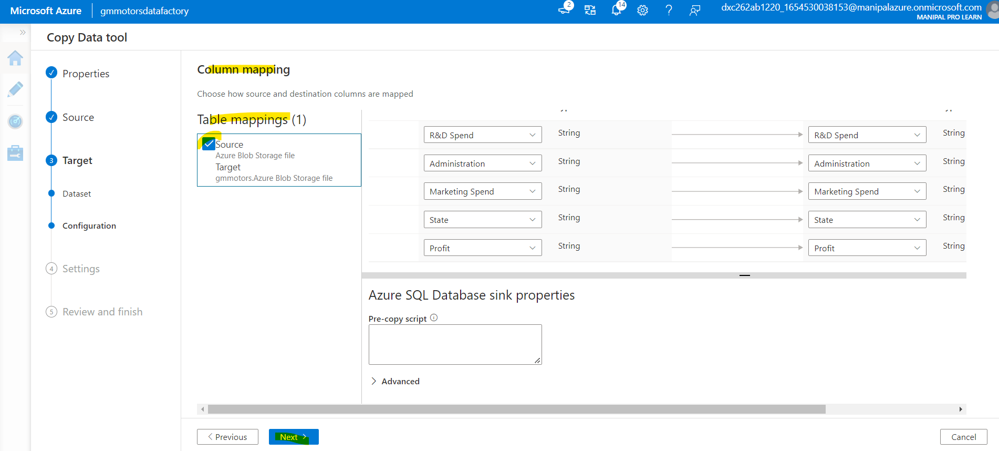 Microsoft Azure
gmmotorsdatafactory
2
14
dxc262ab1220_1654530038153@manipalazure.onmicrosoft.com
MANIPAL PRO LEARN
Copy Data tool
Properties
Source
3 Target
Dataset
Configuration
4 Settings
5 Review and finish
Column mapping
Choose how source and destination columns are mapped
Table mappings (1)
Source
Azure Blob Storage file
Target
gmmotors.Azure Blob Storage file
R&D Spend String R&D Spend String
Administration String Administration String
Marketing Spend String Marketing Spend String
State String State String
Profit String Profit String
Azure SQL Database sink properties
Pre-copy script
Advanced
Previous
Next
Cancel